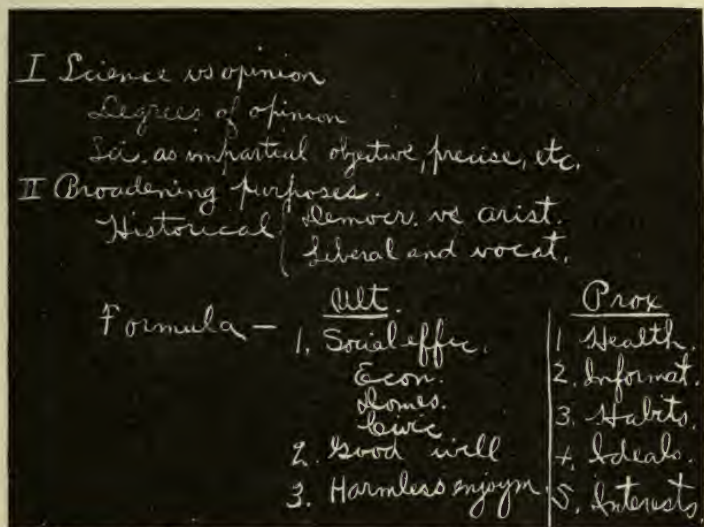 I Science vs opinion
Degrees of opinion
Sci. as impartial objective, precise, etc.
II Broadening purposes.
Historical { Democr. vs arist.
Liberal and vocat.
Formula —
Ult.
1. Social effic.
Econ.
Domes.
Civic
2. Good will
3. Harmless enjoym.
Prox
1 Health.
2. Informat.
3. Habits.
4. Ideals.
5. Interests